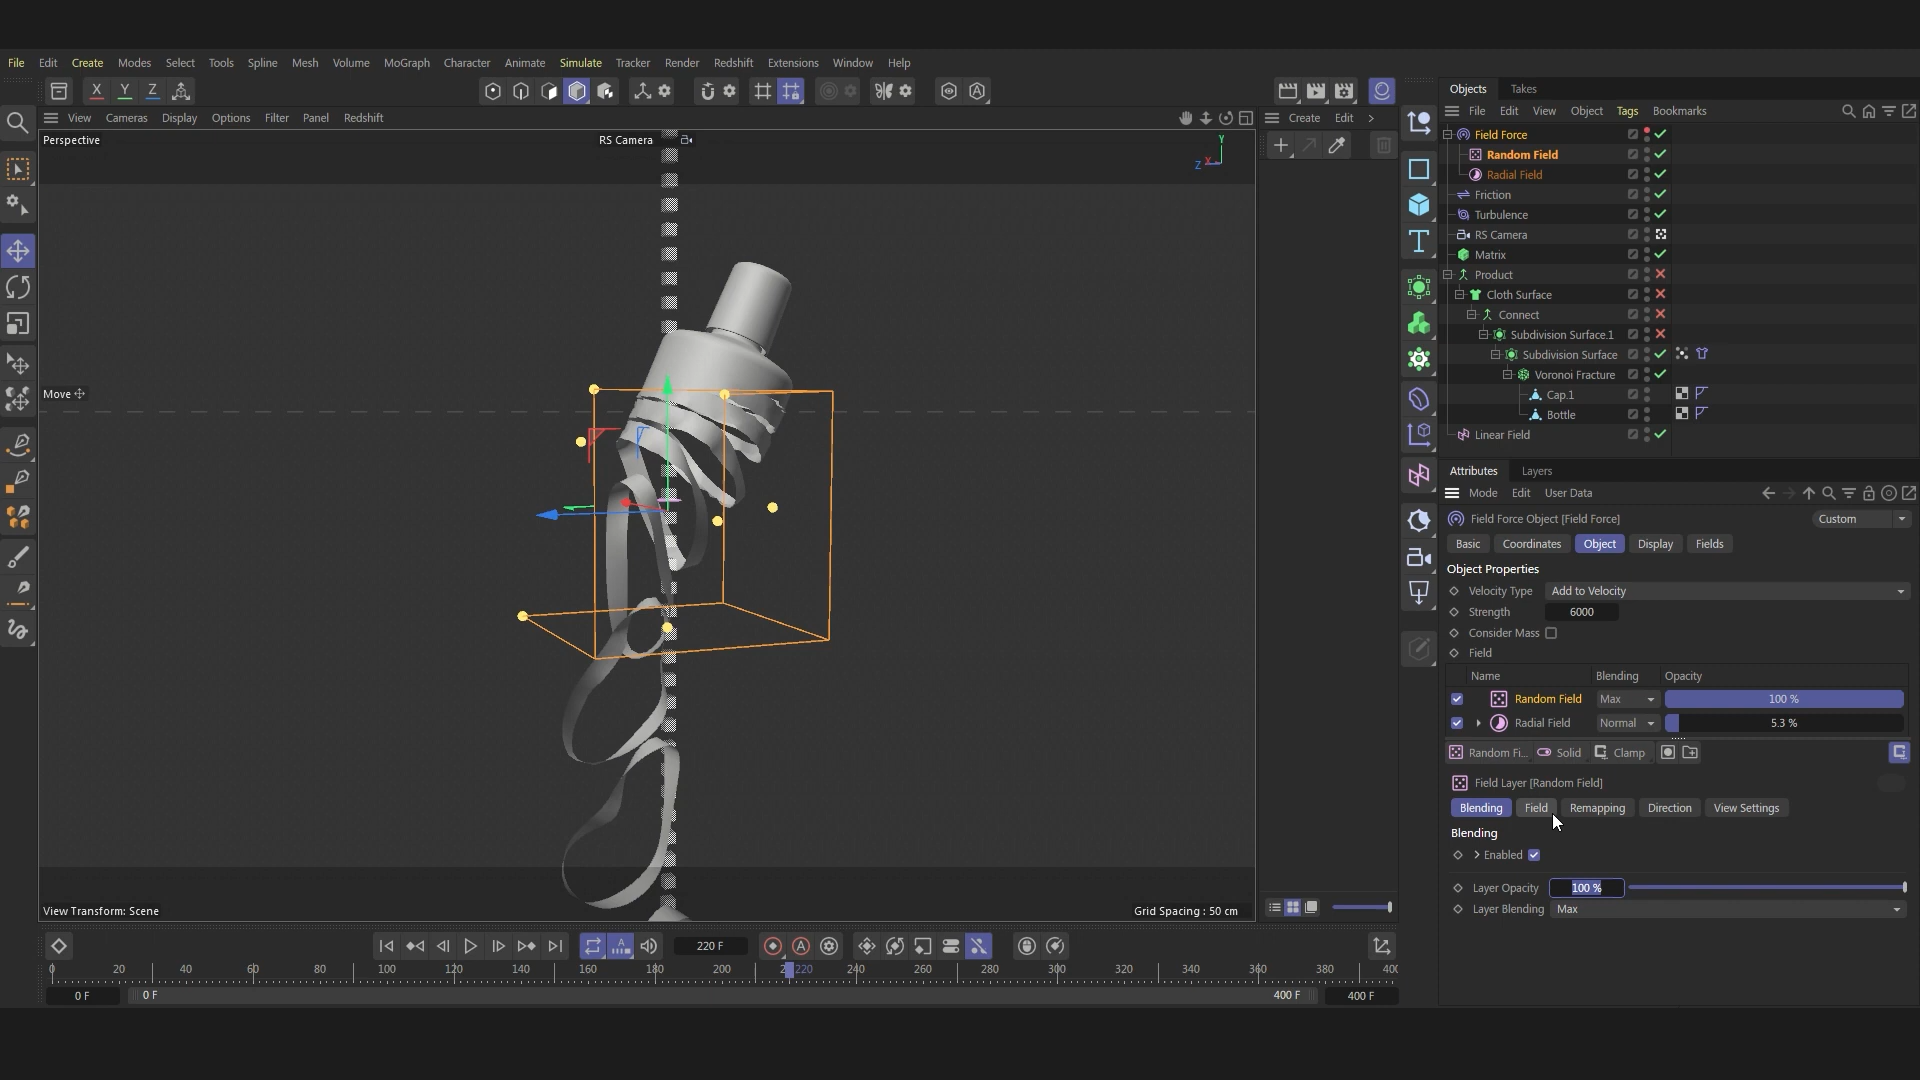 File Edit Create Modes Select Tools Spline Mesh Volume MoGraph Character Animate Simulate Tracker Render Redshift Extensions Window Help
X Y Z
View Cameras Display Options Filter Panel Redshift
Create Edit
Perspective
RS Camera
Y
X
Z
Move
View Transform: Scene
Grid Spacing : 50 cm
220 F
0 20 40 60 80 100 120 140 160 180 200 220 240 260 280 300 320 340 360 380 400
0 F
0 F
400 F
400 F
Objects Takes
File Edit View Object Tags Bookmarks
Field Force
Random Field
Radial Field
Friction
Turbulence
RS Camera
Matrix
Product
Cloth Surface
Connect
Subdivision Surface.1
Subdivision Surface
Voronoi Fracture
Cap.1
Bottle
Linear Field
Attributes Layers
Mode Edit User Data
Field Force Object [Field Force]
Custom
Basic Coordinates Object Display Fields
Object Properties
Velocity Type Add to Velocity
Strength 6000
Consider Mass
Field
Name Blending Opacity
Random Field Max 100 %
Radial Field Normal 5.3 %
Random Fi... Solid Clamp
Field Layer [Random Field]
Blending Field Remapping Direction View Settings
Blending
Enabled
Layer Opacity 100 %
Layer Blending Max